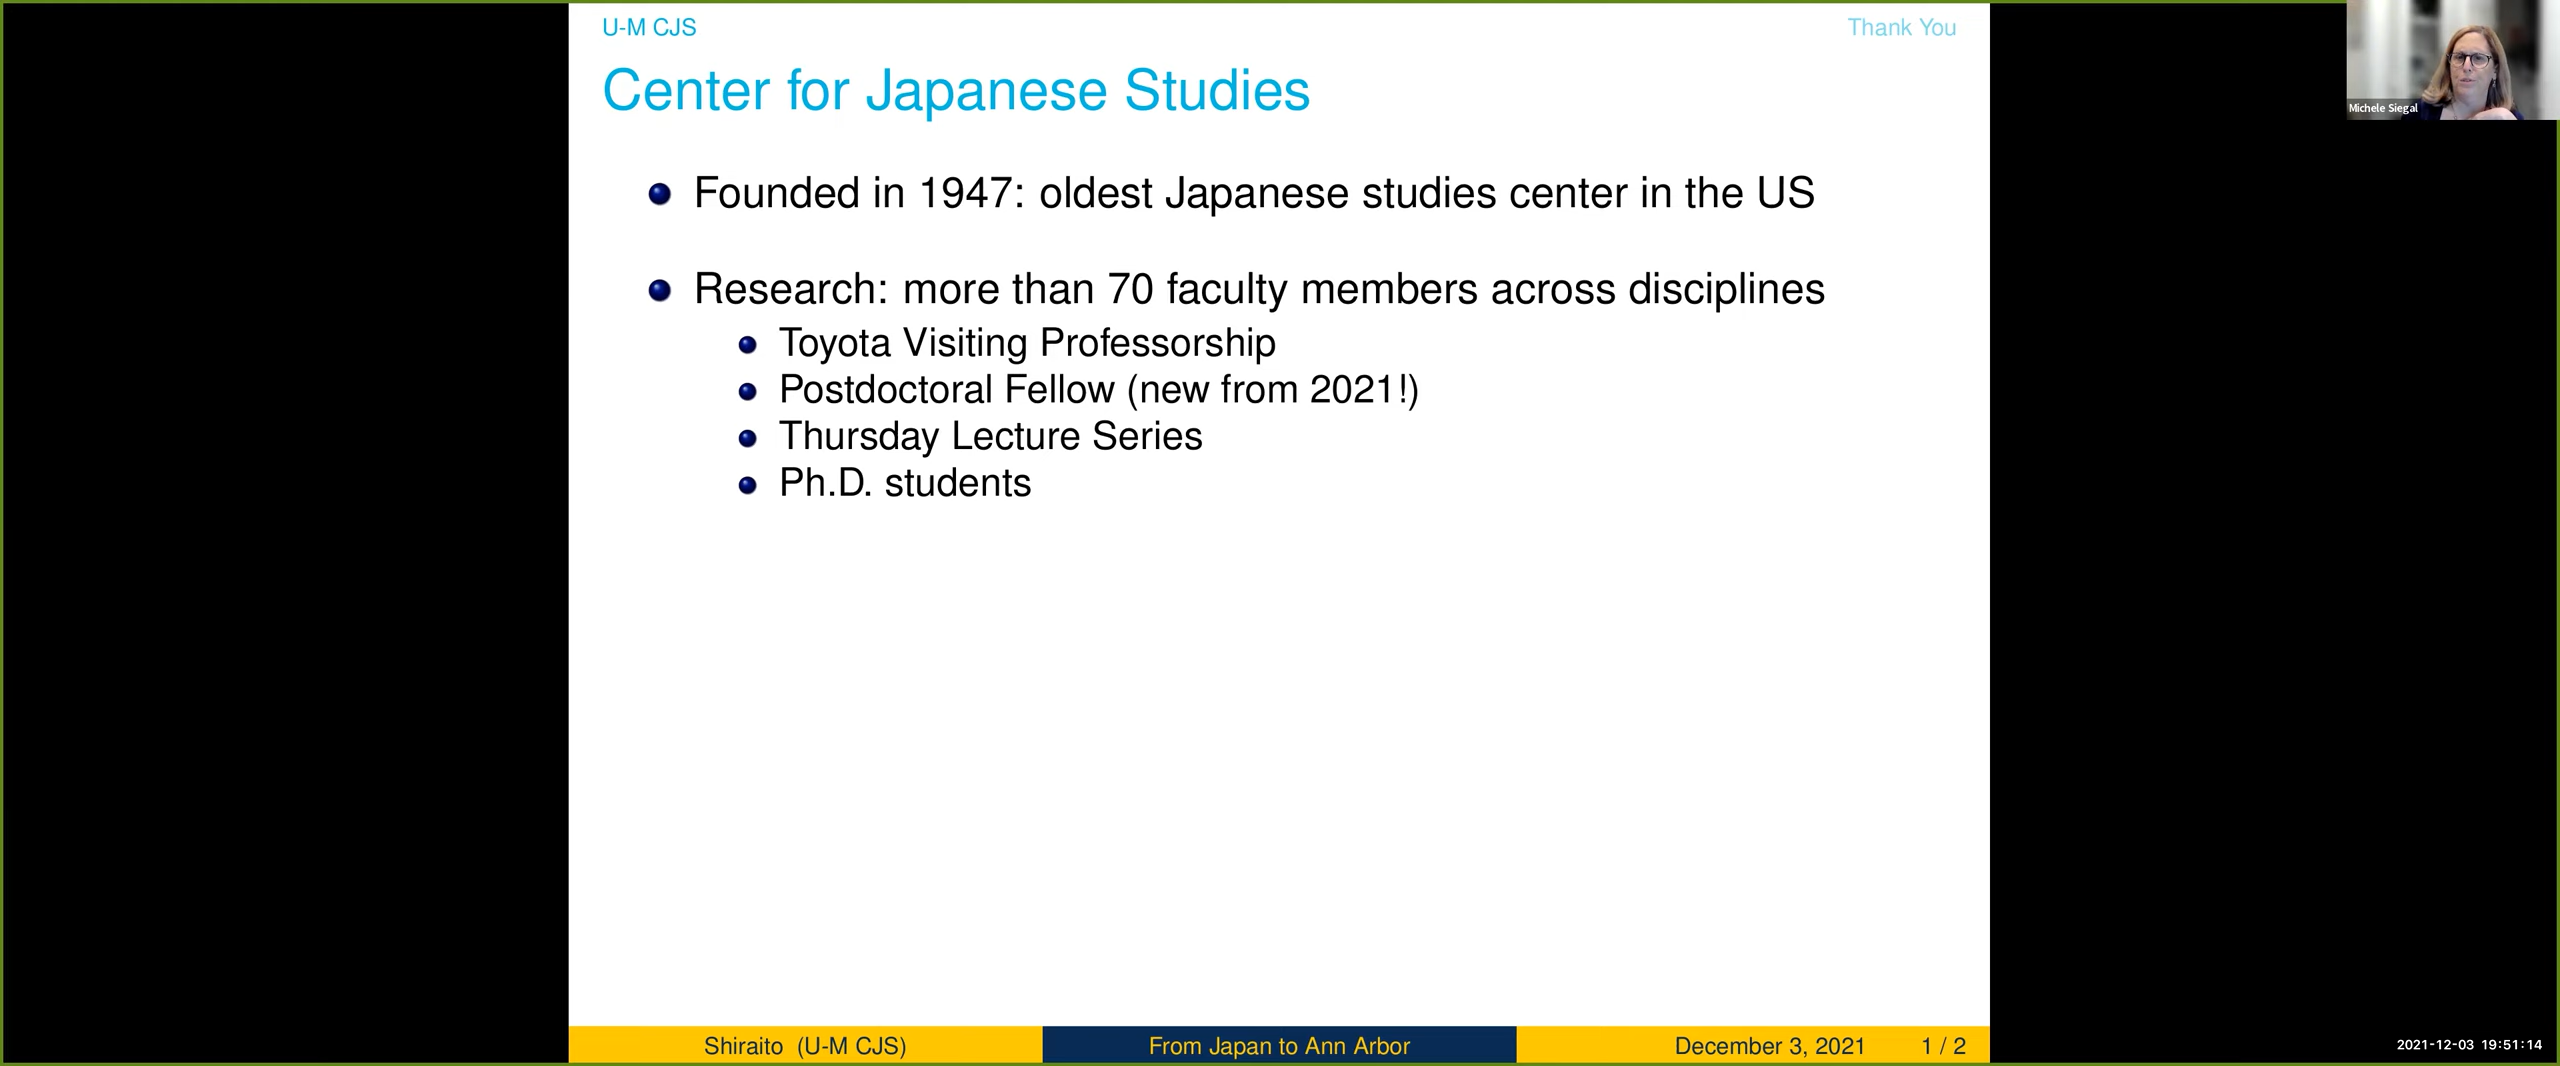 U-M CJS
Thank You
Center for Japanese Studies
Founded in 1947: oldest Japanese studies center in the US
Research: more than 70 faculty members across disciplines
Toyota Visiting Professorship
Postdoctoral Fellow (new from 2021!)
Thursday Lecture Series
Ph.D. students
Shiraito (U-M CJS)
From Japan to Ann Arbor
December 3, 2021
1 / 2
Michele Siegal
2021-12-03 19:51:14